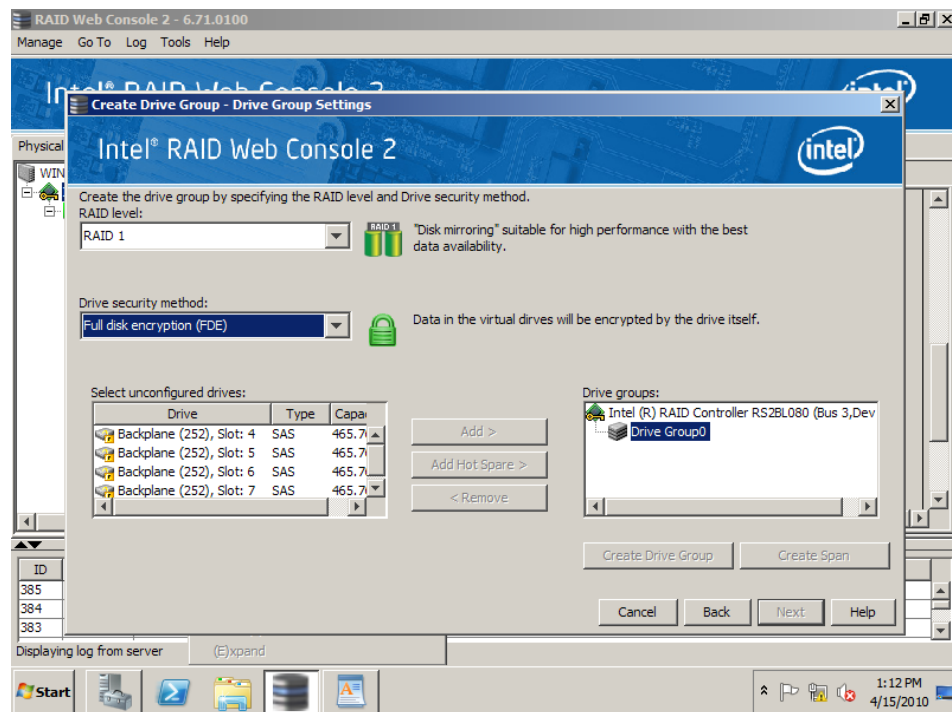 RAID Web Console 2 - 6.71.0100
Manage Go To Log Tools Help
Create Drive Group - Drive Group Settings
Physical
Intel® RAID Web Console 2
intel
WIN
Create the drive group by specifying the RAID level and Drive security method.
RAID level:
RAID 1
RAID 1
"Disk mirroring" suitable for high performance with the best
data availability.
Drive security method:
Full disk encryption (FDE)
Data in the virtual dirves will be encrypted by the drive itself.
Select unconfigured drives:
Drive Type Capa
Backplane (252), Slot: 4 SAS 465.7
Backplane (252), Slot: 5 SAS 465.7
Backplane (252), Slot: 6 SAS 465.7
Backplane (252), Slot: 7 SAS 465.7
Add >
Add Hot Spare >
< Remove
Drive groups:
Intel (R) RAID Controller RS2BL080 (Bus 3,Dev
Drive Group0
Create Drive Group Create Span
Cancel Back Next Help
ID
385
384
383
Displaying log from server
(E)xpand
Start
1:12 PM
4/15/2010